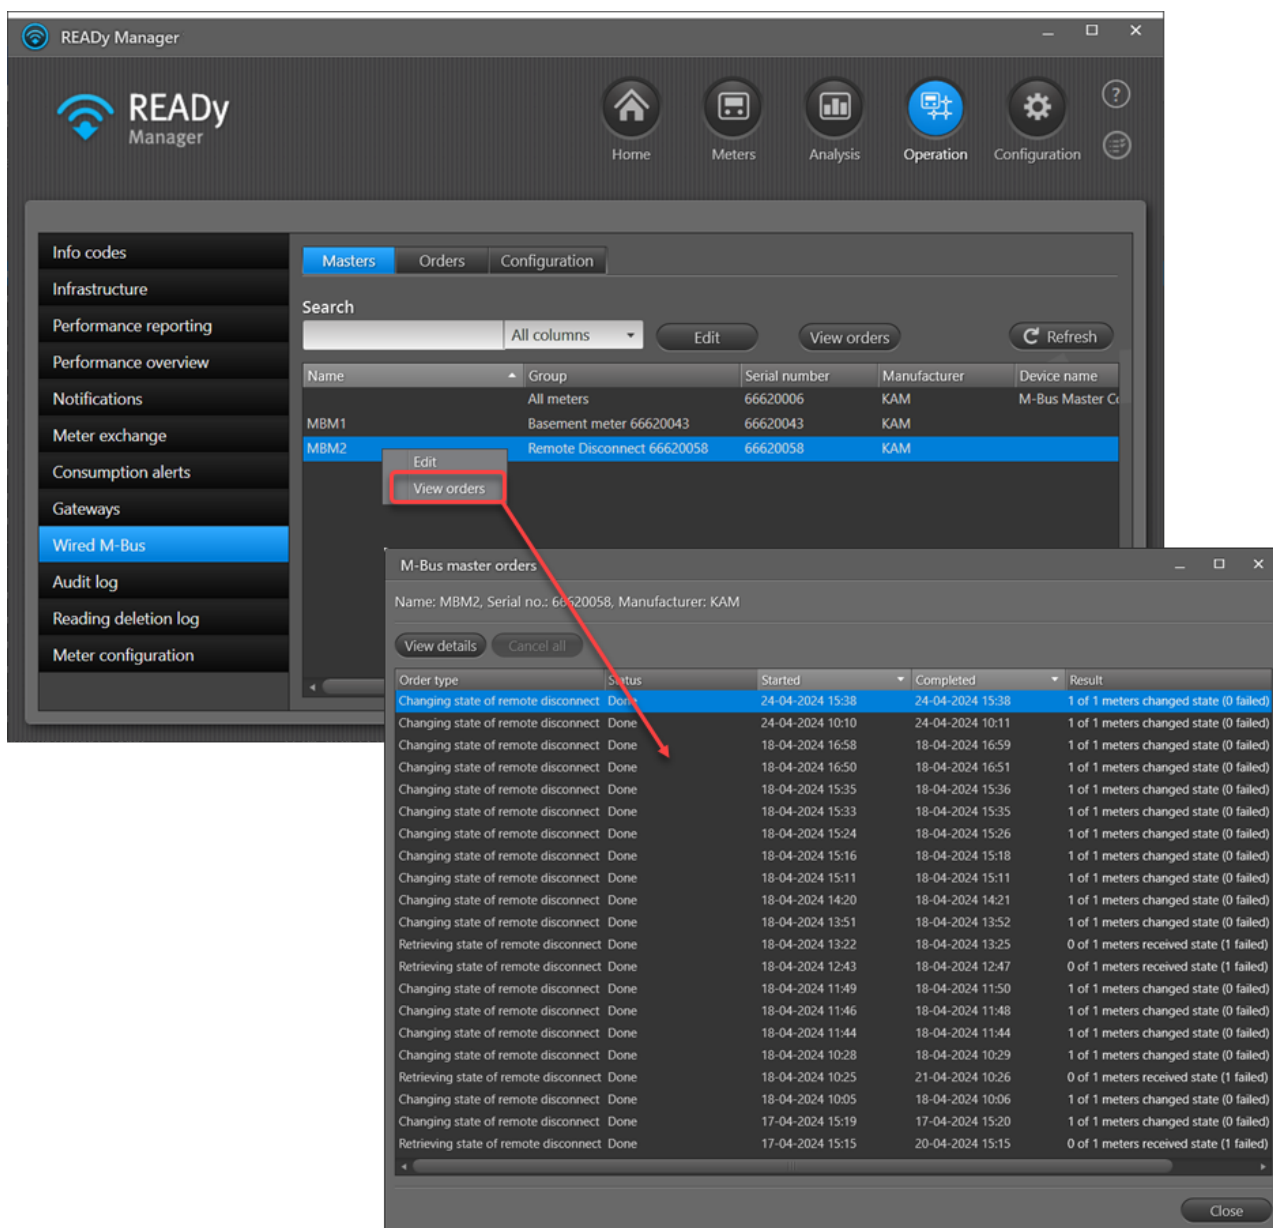 READy Manager
READy
Manager
Home
Meters
Analysis
Operation
Configuration
?
Info codes
Infrastructure
Performance reporting
Performance overview
Notifications
Meter exchange
Consumption alerts
Gateways
Wired M-Bus
Audit log
Reading deletion log
Meter configuration
Masters Orders Configuration
Search
All columns Edit View orders Refresh
Name Group Serial number Manufacturer Device name
All meters 66620006 KAM M-Bus Master Ce
MBM1 Basement meter 66620043 66620043 KAM
MBM2 Remote Disconnect 66620058 66620058 KAM
Edit
View orders
M-Bus master orders
Name: MBM2, Serial no.: 66620058, Manufacturer: KAM
View details Cancel all
Order type Status Started Completed Result
Changing state of remote disconnect Done 24-04-2024 15:38 24-04-2024 15:38 1 of 1 meters changed state (0 failed)
Changing state of remote disconnect Done 24-04-2024 10:10 24-04-2024 10:11 1 of 1 meters changed state (0 failed)
Changing state of remote disconnect Done 18-04-2024 16:58 18-04-2024 16:59 1 of 1 meters changed state (0 failed)
Changing state of remote disconnect Done 18-04-2024 16:50 18-04-2024 16:51 1 of 1 meters changed state (0 failed)
Changing state of remote disconnect Done 18-04-2024 15:35 18-04-2024 15:36 1 of 1 meters changed state (0 failed)
Changing state of remote disconnect Done 18-04-2024 15:33 18-04-2024 15:35 1 of 1 meters changed state (0 failed)
Changing state of remote disconnect Done 18-04-2024 15:24 18-04-2024 15:26 1 of 1 meters changed state (0 failed)
Changing state of remote disconnect Done 18-04-2024 15:16 18-04-2024 15:18 1 of 1 meters changed state (0 failed)
Changing state of remote disconnect Done 18-04-2024 15:11 18-04-2024 15:11 1 of 1 meters changed state (0 failed)
Changing state of remote disconnect Done 18-04-2024 14:20 18-04-2024 14:21 1 of 1 meters changed state (0 failed)
Changing state of remote disconnect Done 18-04-2024 13:51 18-04-2024 13:52 1 of 1 meters changed state (0 failed)
Retrieving state of remote disconnect Done 18-04-2024 13:22 18-04-2024 13:25 0 of 1 meters received state (1 failed)
Retrieving state of remote disconnect Done 18-04-2024 12:43 18-04-2024 12:47 0 of 1 meters received state (1 failed)
Changing state of remote disconnect Done 18-04-2024 11:49 18-04-2024 11:50 1 of 1 meters changed state (0 failed)
Changing state of remote disconnect Done 18-04-2024 11:46 18-04-2024 11:48 1 of 1 meters changed state (0 failed)
Changing state of remote disconnect Done 18-04-2024 11:44 18-04-2024 11:44 1 of 1 meters changed state (0 failed)
Changing state of remote disconnect Done 18-04-2024 10:28 18-04-2024 10:29 1 of 1 meters changed state (0 failed)
Retrieving state of remote disconnect Done 18-04-2024 10:25 21-04-2024 10:26 0 of 1 meters received state (1 failed)
Changing state of remote disconnect Done 18-04-2024 10:05 18-04-2024 10:06 1 of 1 meters changed state (0 failed)
Changing state of remote disconnect Done 17-04-2024 15:19 17-04-2024 15:20 1 of 1 meters changed state (0 failed)
Retrieving state of remote disconnect Done 17-04-2024 15:15 20-04-2024 15:15 0 of 1 meters received state (1 failed)
Close